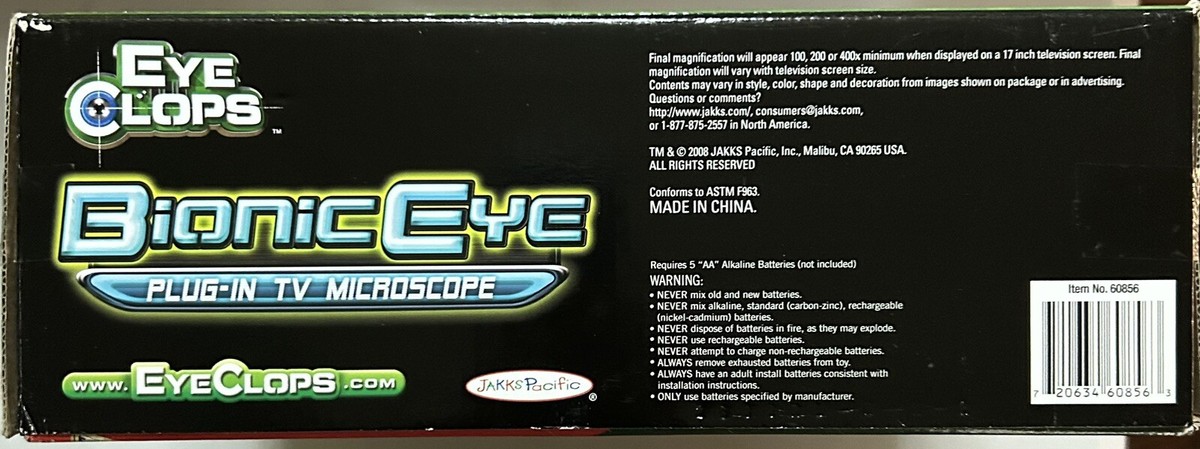 EYE
CLOPS
™
BIONIC EYE
PLUG-IN TV MICROSCOPE
www.EYECLOPS.com
JAKKS Pacific
®
Final magnification will appear 100, 200 or 400x minimum when displayed on a 17 inch television screen. Final
magnification will vary with television screen size.
Contents may vary in style, color, shape and decoration from images shown on package or in advertising.
Questions or comments?
http://www.jakks.com/, consumers@jakks.com,
or 1-877-875-2557 in North America.
TM & © 2008 JAKKS Pacific, Inc., Malibu, CA 90265 USA.
ALL RIGHTS RESERVED
Conforms to ASTM F963.
MADE IN CHINA.
Requires 5 "AA" Alkaline Batteries (not included)
WARNING:
• NEVER mix old and new batteries.
• NEVER mix alkaline, standard (carbon-zinc), rechargeable
(nickel-cadmium) batteries.
• NEVER dispose of batteries in fire, as they may explode.
• NEVER use rechargeable batteries.
• NEVER attempt to charge non-rechargeable batteries.
• ALWAYS remove exhausted batteries from toy.
• ALWAYS have an adult install batteries consistent with
installation instructions.
• ONLY use batteries specified by manufacturer.
Item No. 60856
7 20634 60856 3